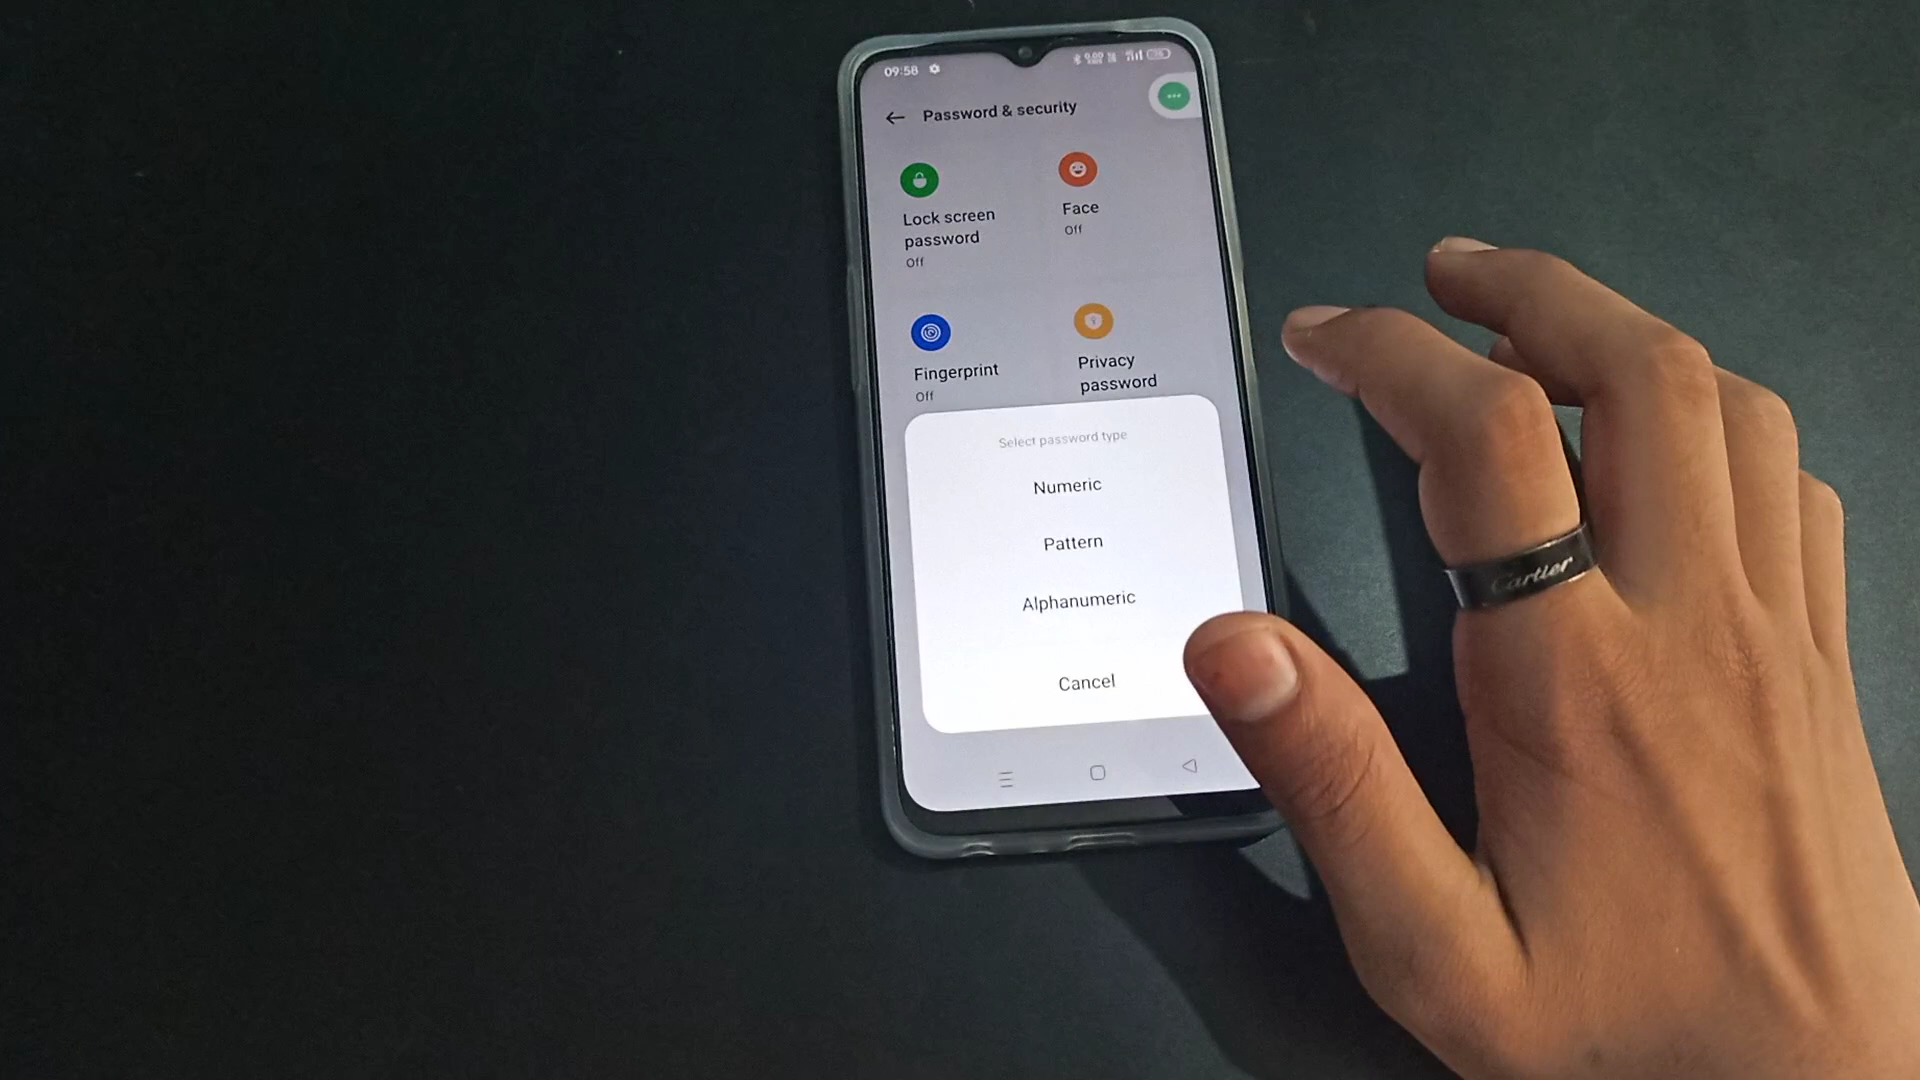 09:58
Password & security
Lock screen
password
Off
Face
Off
Fingerprint
Off
Privacy
password
Select password type
Numeric
Pattern
Alphanumeric
Cancel
Cartier